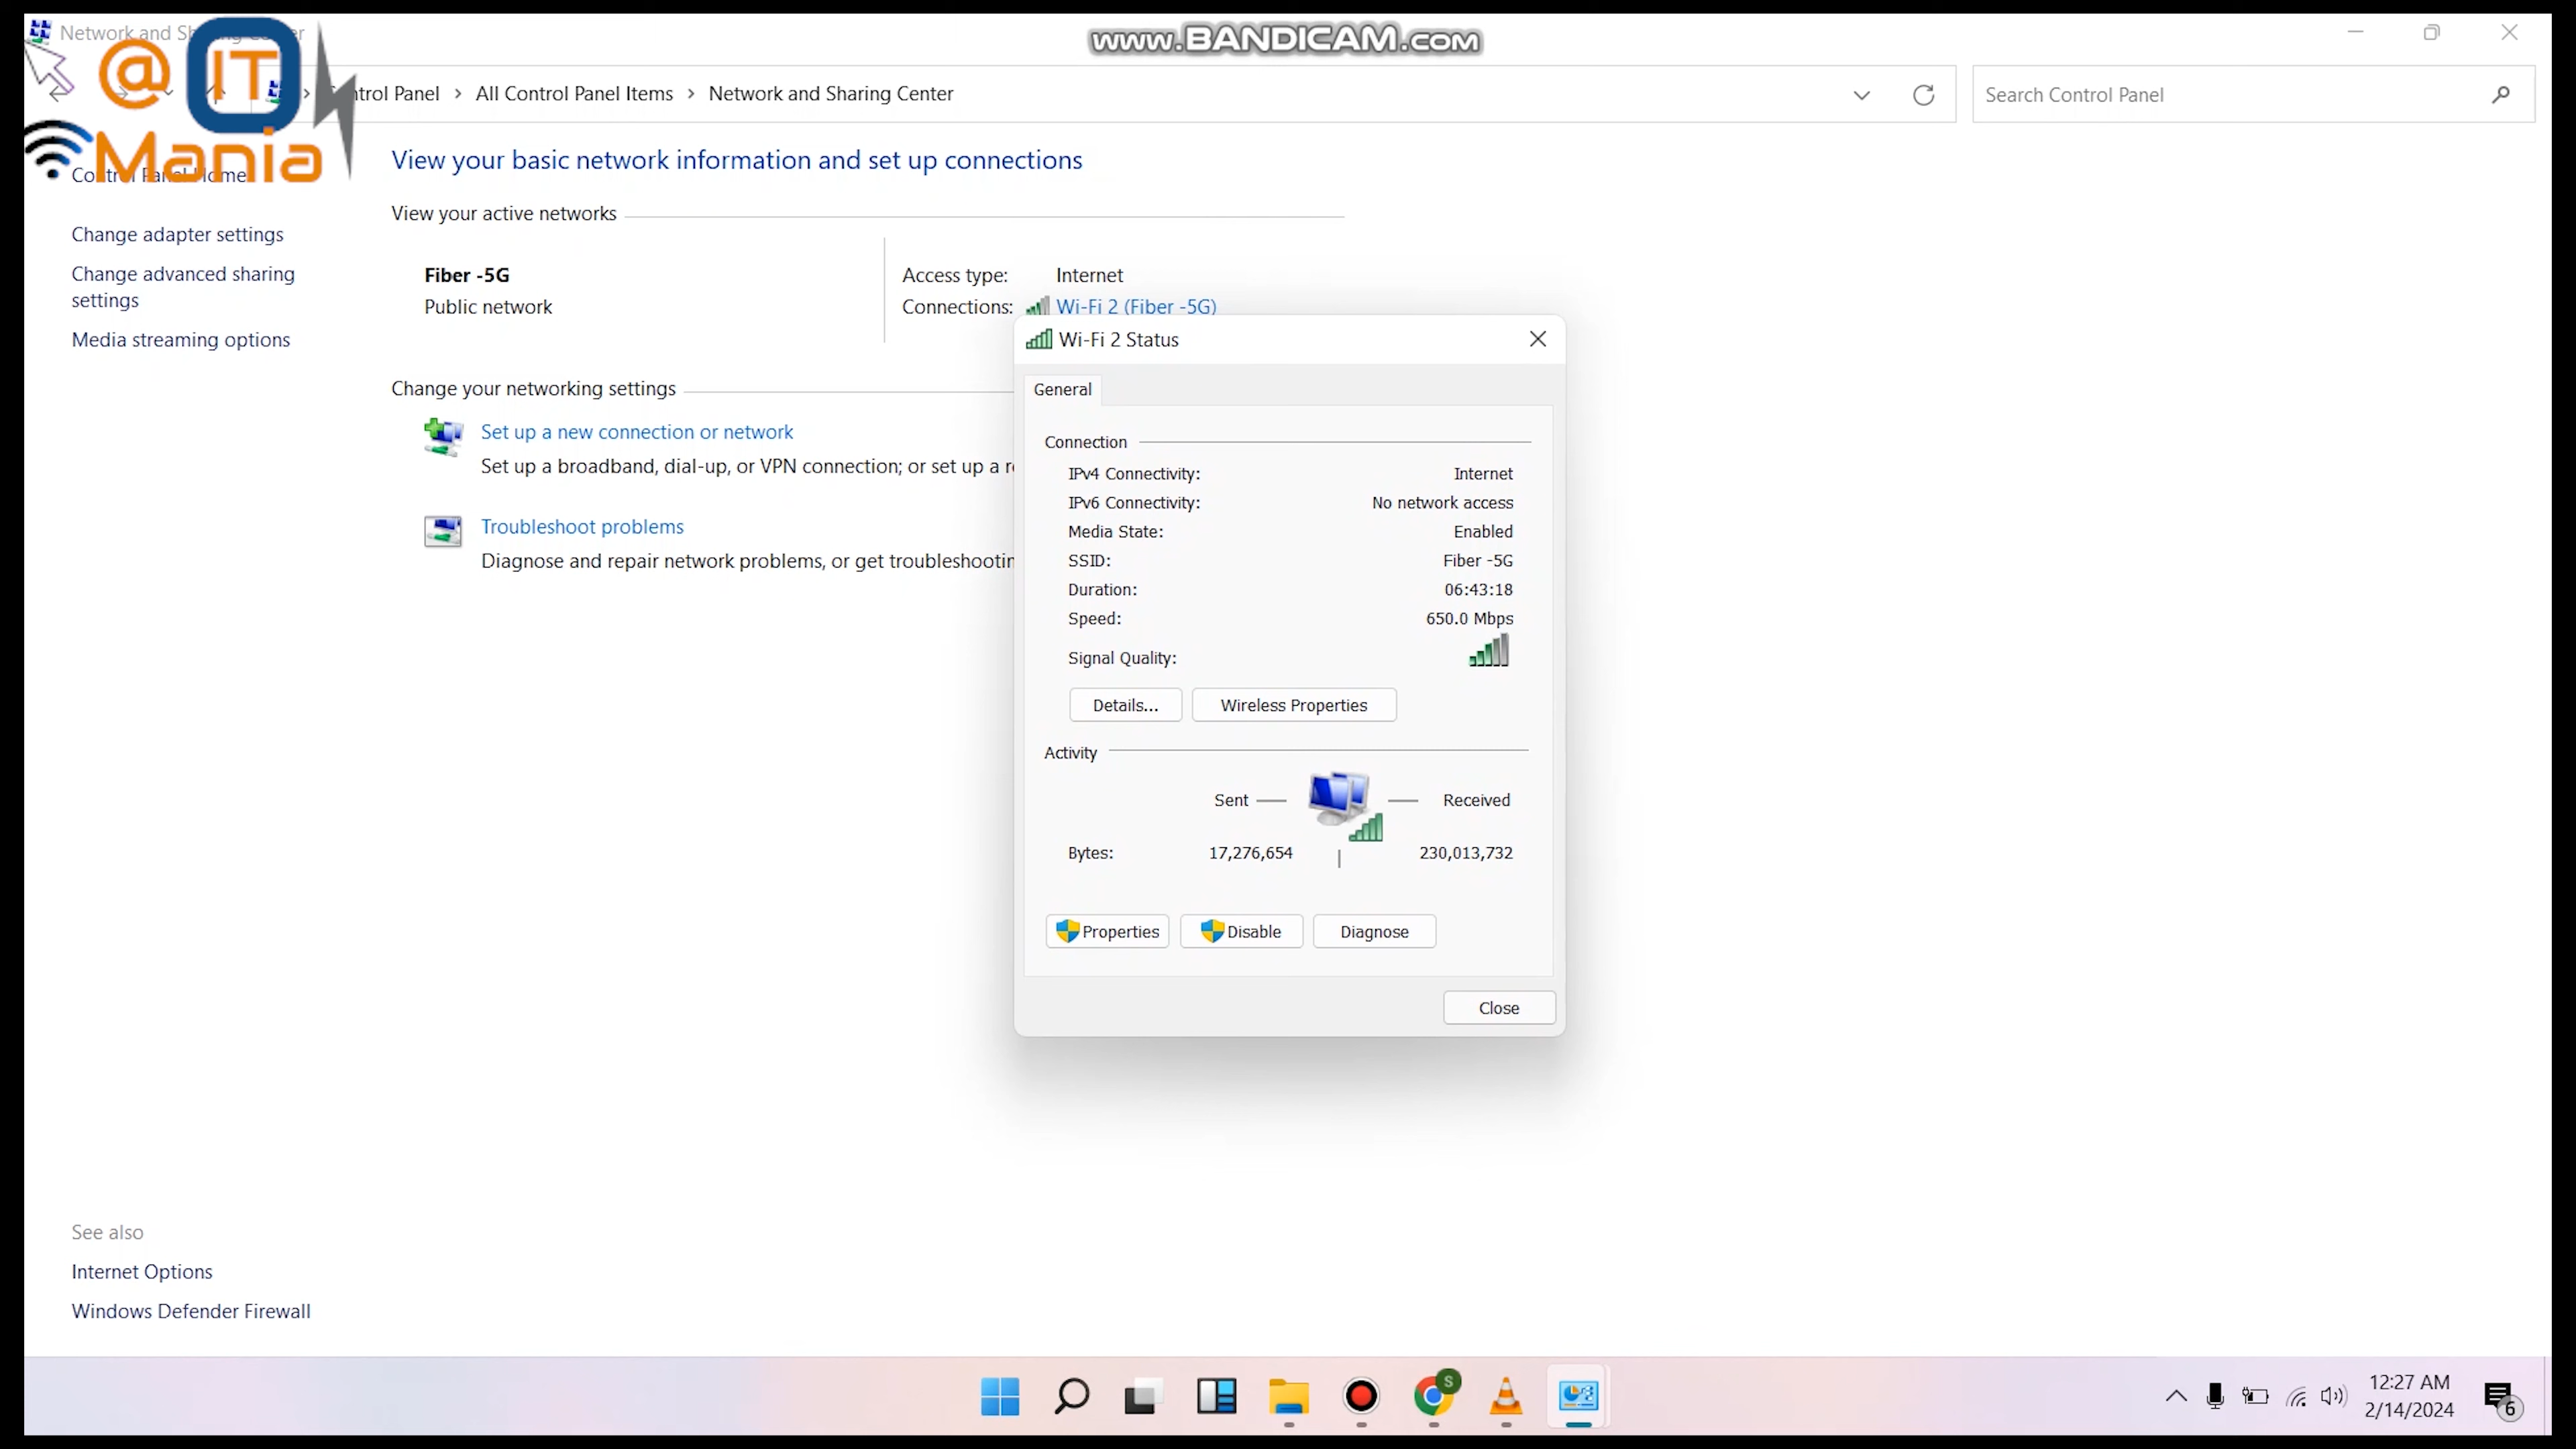 Network and Sh
www.BANDICAM.com
@ IT
Mania
ntrol Panel > All Control Panel Items > Network and Sharing Center
Search Control Panel
Control Panel Home
Change adapter settings
Change advanced sharing
settings
Media streaming options
View your basic network information and set up connections
View your active networks
Fiber -5G
Public network
Access type: Internet
Connections: Wi-Fi 2 (Fiber -5G)
Change your networking settings
Set up a new connection or network
Set up a broadband, dial-up, or VPN connection; or set up a r
Troubleshoot problems
Diagnose and repair network problems, or get troubleshootin
Wi-Fi 2 Status
General
Connection
IPv4 Connectivity: Internet
IPv6 Connectivity: No network access
Media State: Enabled
SSID: Fiber -5G
Duration: 06:43:18
Speed: 650.0 Mbps
Signal Quality:
Details... Wireless Properties
Activity
Sent — — Received
Bytes: 17,276,654 | 230,013,732
Properties Disable Diagnose
Close
See also
Internet Options
Windows Defender Firewall
S
12:27 AM
2/14/2024
6